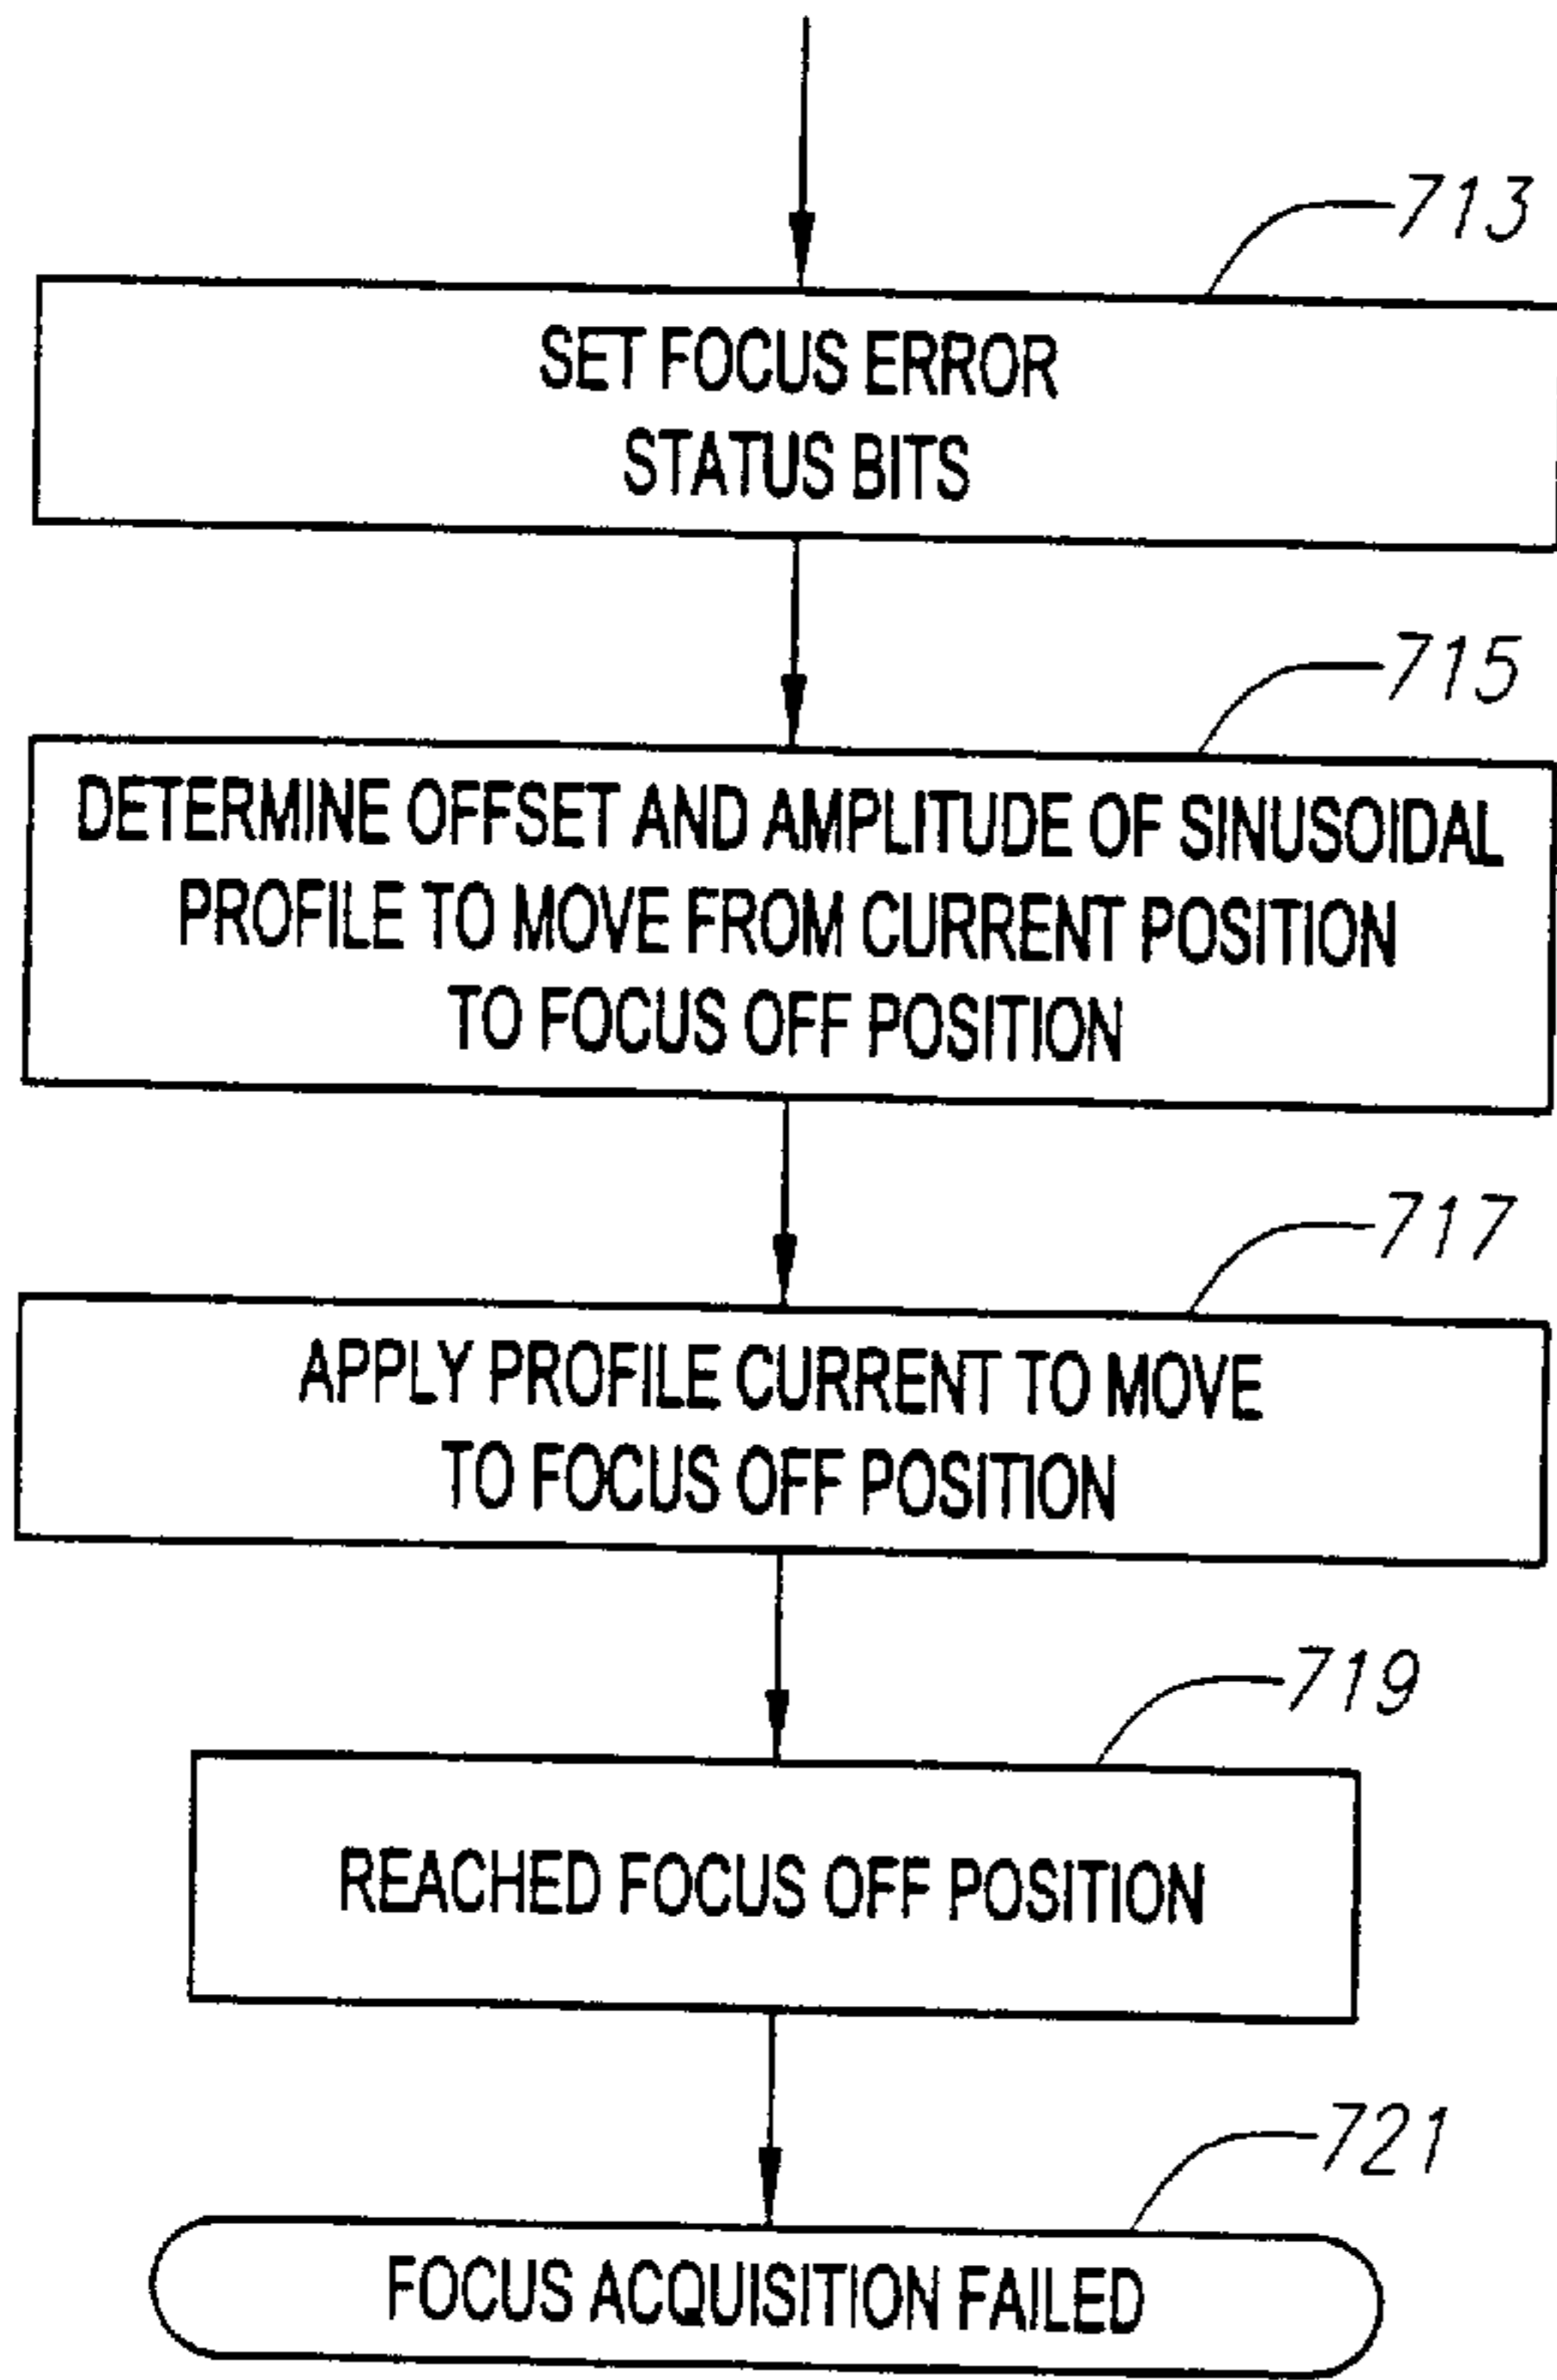 713
SET FOCUS ERROR
STATUS BITS
715
DETERMINE OFFSET AND AMPLITUDE OF SINUSOIDAL
PROFILE TO MOVE FROM CURRENT POSITION
TO FOCUS OFF POSITION
717
APPLY PROFILE CURRENT TO MOVE
TO FOCUS OFF POSITION
719
REACHED FOCUS OFF POSITION
721
FOCUS ACQUISITION FAILED